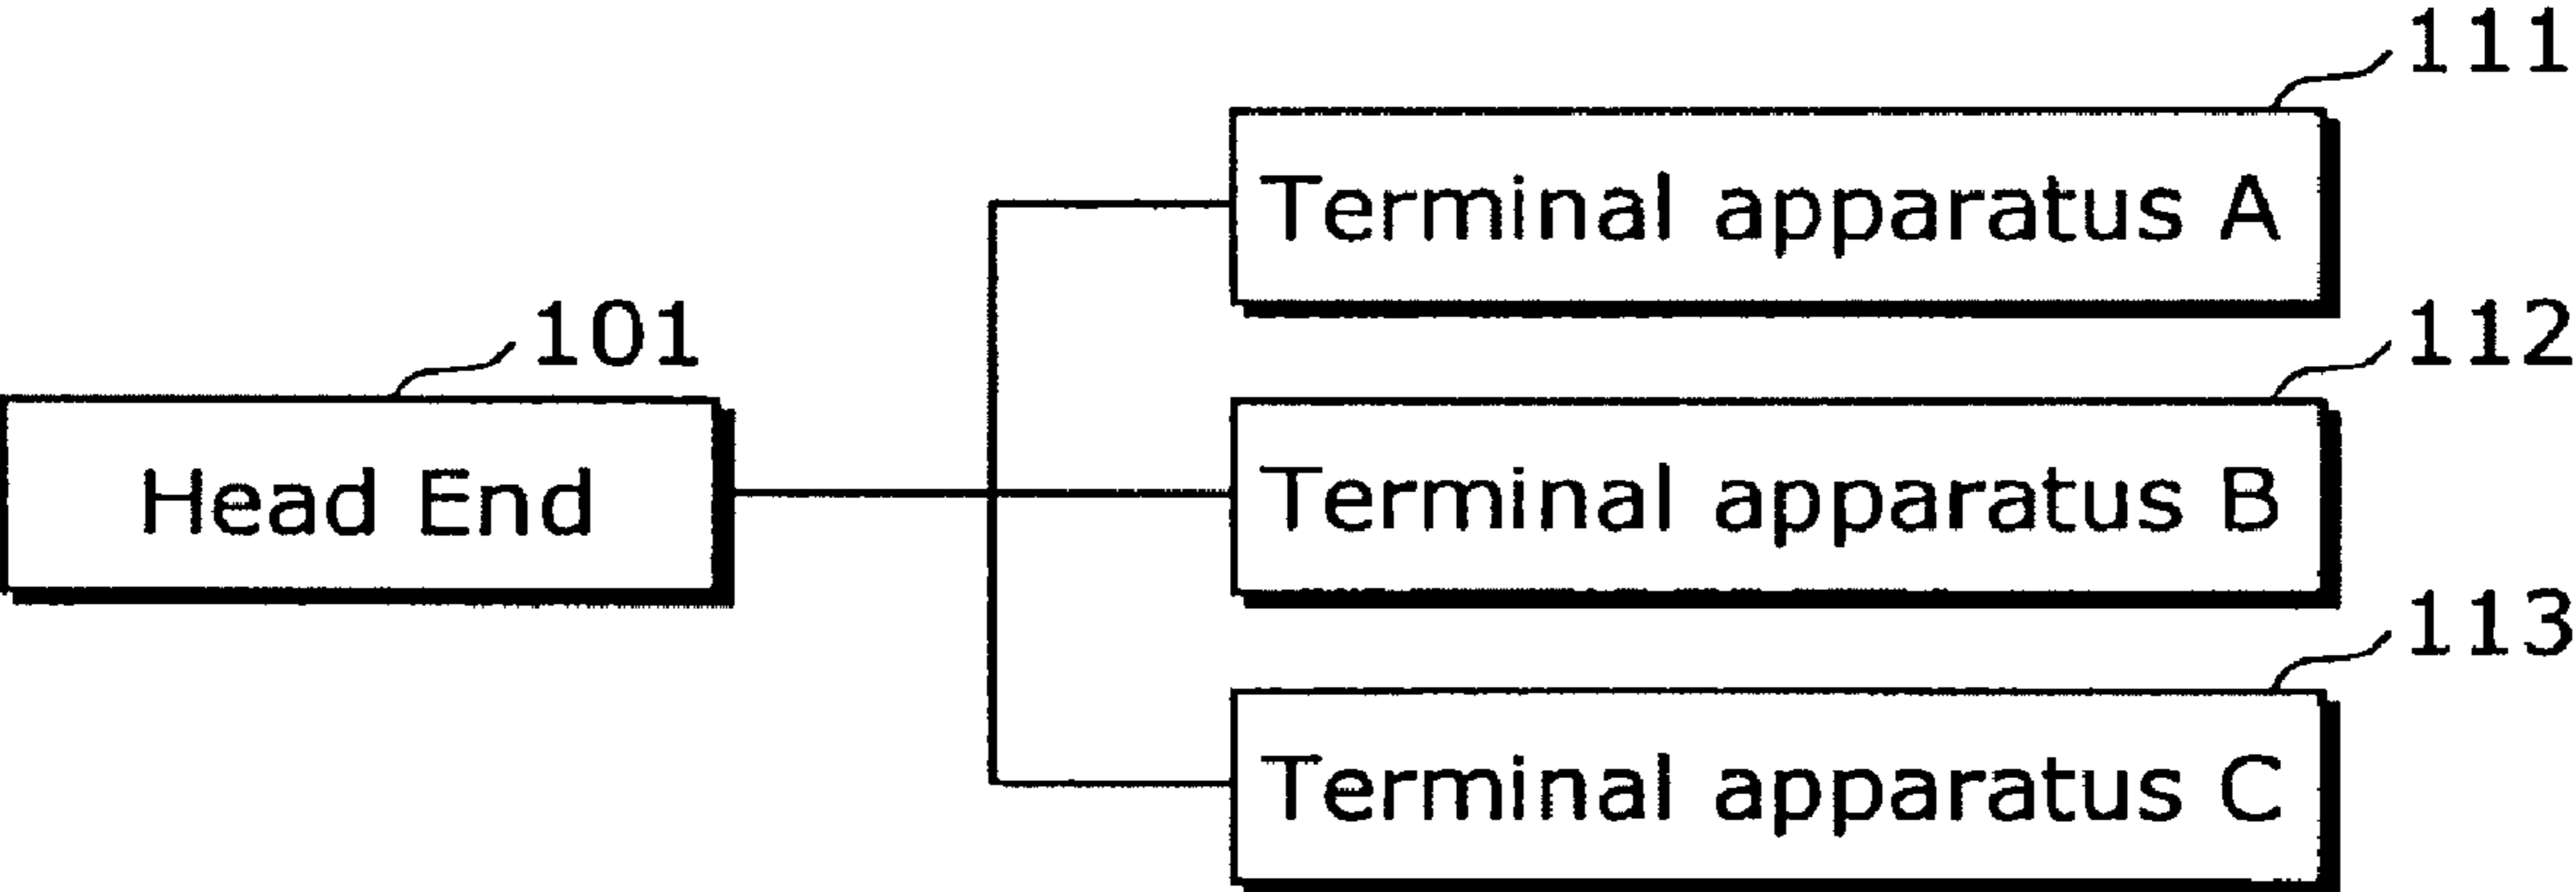 111
Terminal apparatus A
101
112
Head End
Terminal apparatus B
113
Terminal apparatus C